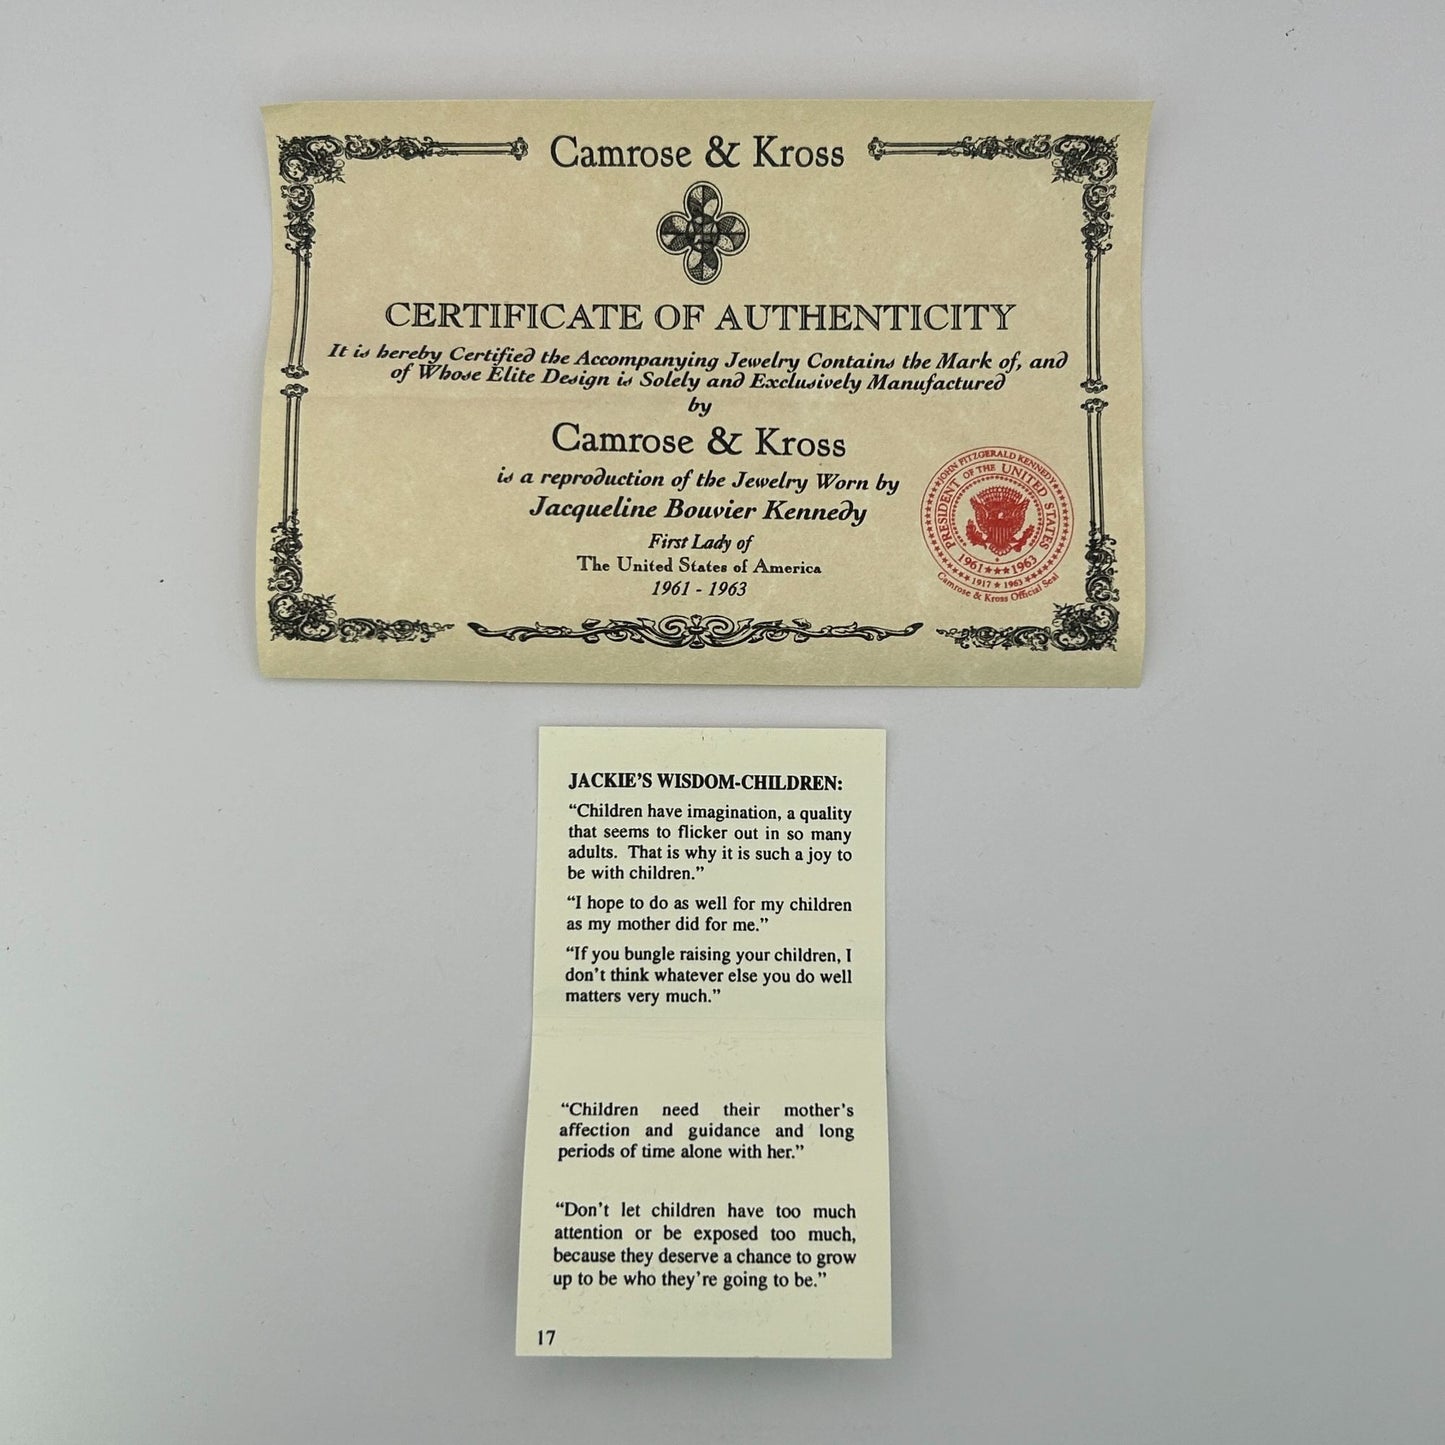 Camrose & Kross
CERTIFICATE OF AUTHENTICITY
It is hereby Certified the Accompanying Jewelry Contains the Mark of, and
of Whose Elite Design is Solely and Exclusively Manufactured
by
Camrose & Kross
is a reproduction of the Jewelry Worn by
Jacqueline Bouvier Kennedy
First Lady of
The United States of America
1961 - 1963
JOHN FITZGERALD KENNEDY
PRESIDENT OF THE UNITED STATES
1961★★★1963
1917 ★ 1963
Camrose & Kross Official Seal
JACKIE'S WISDOM-CHILDREN:
“Children have imagination, a quality
that seems to flicker out in so many
adults. That is why it is such a joy to
be with children.”
“I hope to do as well for my children
as my mother did for me.”
“If you bungle raising your children, I
don't think whatever else you do well
matters very much.”
“Children need their mother's
affection and guidance and long
periods of time alone with her.”
“Don't let children have too much
attention or be exposed too much,
because they deserve a chance to grow
up to be who they're going to be.”
17